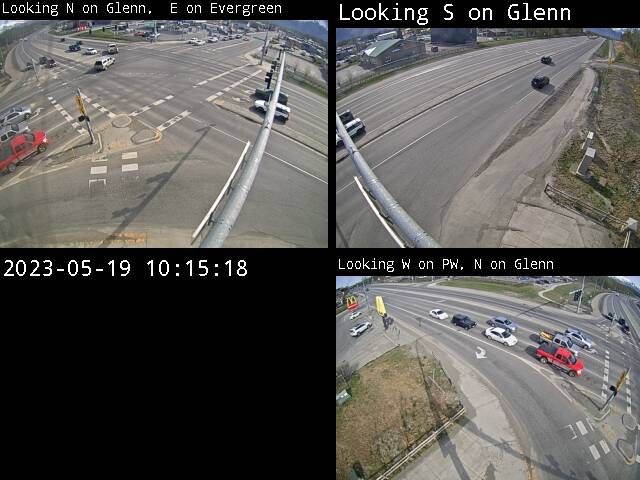 Looking N on Glenn,  E on Evergreen
Looking S on Glenn
2023-05-19 10:15:18
Looking W on PW, N on Glenn